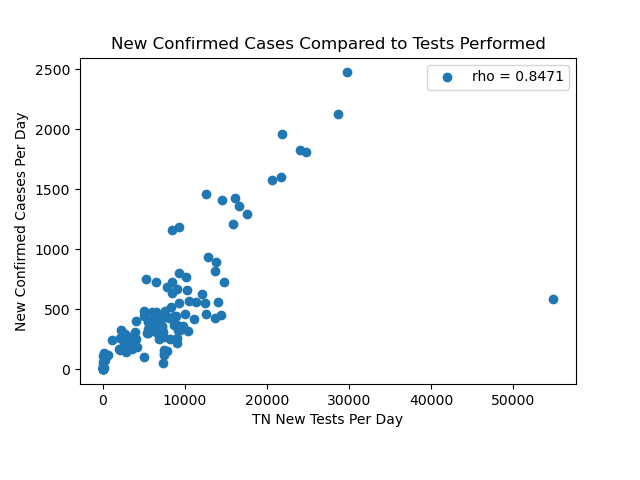 New Confirmed Cases Compared to Tests Performed
rho = 0.8471
2500
2000
1500
1000
500
0
New Confirmed Caeses Per Day
0 10000 20000 30000 40000 50000
TN New Tests Per Day